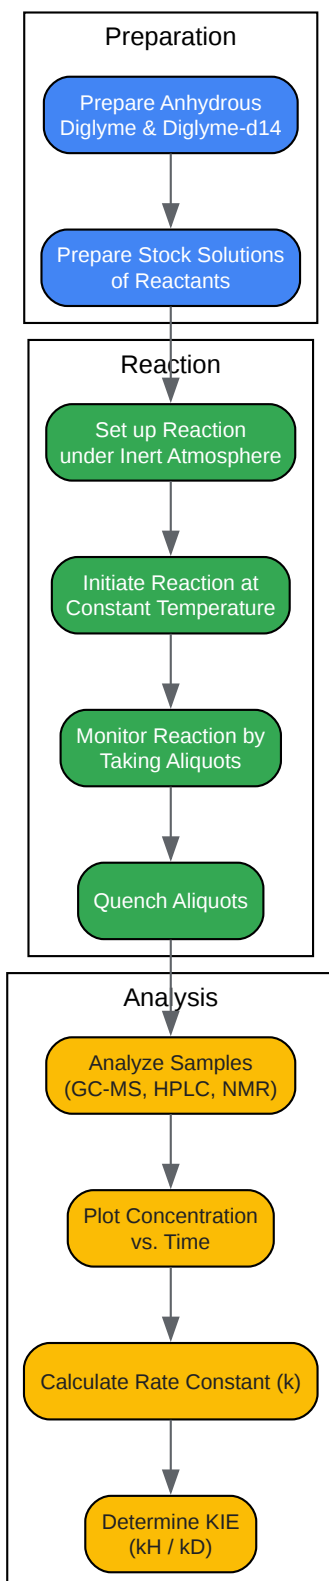 Preparation
Prepare Anhydrous
Diglyme & Diglyme-d14
Prepare Stock Solutions
of Reactants
Reaction
Set up Reaction
under Inert Atmosphere
Initiate Reaction at
Constant Temperature
Monitor Reaction by
Taking Aliquots
Quench Aliquots
Analysis
Analyze Samples
(GC-MS, HPLC, NMR)
Plot Concentration
vs. Time
Calculate Rate Constant (k)
Determine KIE
(kH / kD)